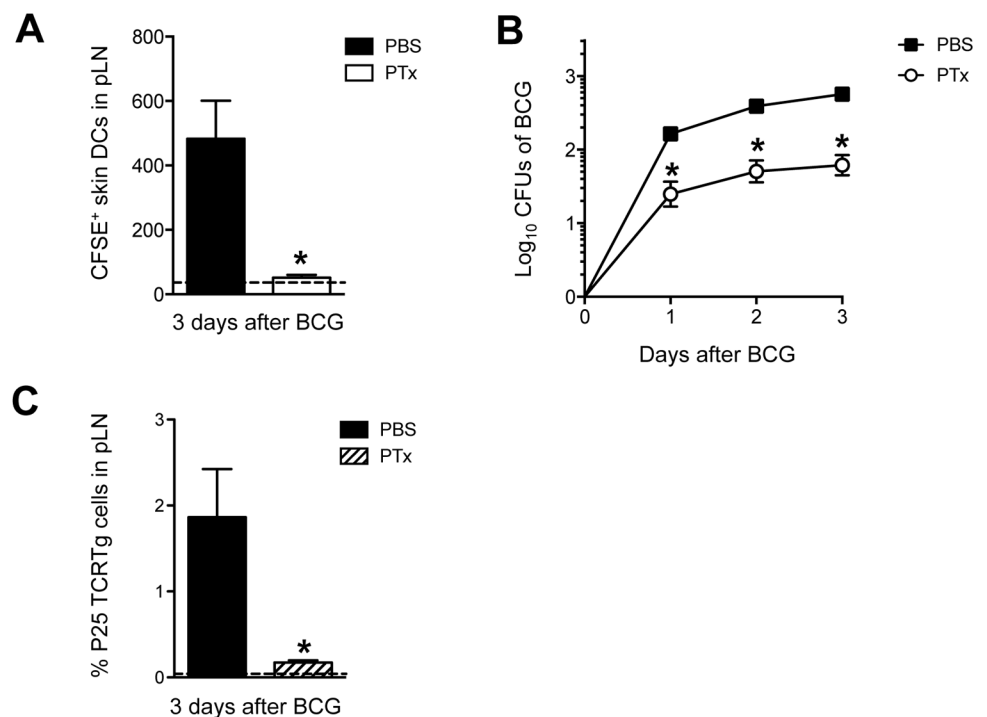 A
CFSE⁺ skin DCs in pLN
800
600
400
200
0
*
3 days after BCG
PBS
PTx
B
Log₁₀ CFUs of BCG
3
2
1
0
*
*
*
0 1 2 3
Days after BCG
PBS
PTx
C
% P25 TCRTg cells in pLN
3
2
1
0
*
3 days after BCG
PBS
PTx